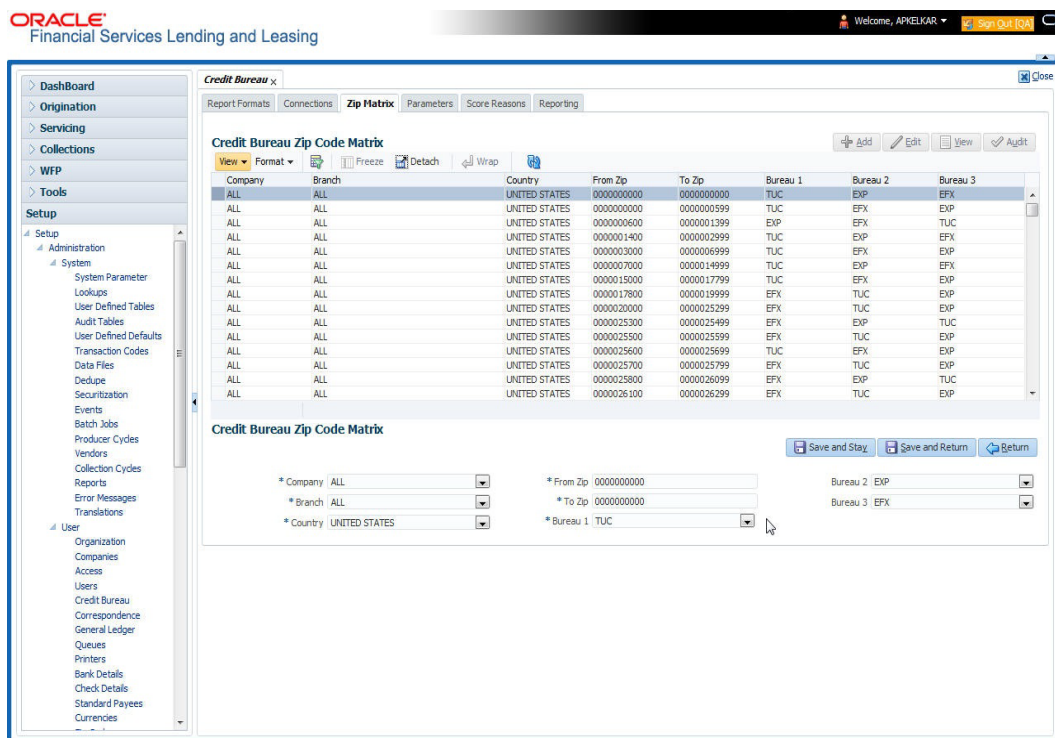 ORACLE
Financial Services Lending and Leasing
Welcome, APKELKAR
Sign Out [QA]
DashBoard
Origination
Servicing
Collections
WFP
Tools
Setup
Setup
Administration
System
System Parameter
Lookups
User Defined Tables
Audit Tables
User Defined Defaults
Transaction Codes
Data Files
Dedupe
Securitization
Events
Batch Jobs
Producer Cycles
Vendors
Collection Cycles
Reports
Error Messages
Translations
User
Organization
Companies
Access
Users
Credit Bureau
Correspondence
General Ledger
Queues
Printers
Bank Details
Check Details
Standard Payees
Currencies
Credit Bureau x
Close
Report Formats Connections Zip Matrix Parameters Score Reasons Reporting
Credit Bureau Zip Code Matrix
Add Edit View Audit
View Format Freeze Detach Wrap
Company Branch Country From Zip To Zip Bureau 1 Bureau 2 Bureau 3
ALL ALL UNITED STATES 0000000000 0000000000 TUC EXP EFX
ALL ALL UNITED STATES 0000000000 0000000599 TUC EFX EXP
ALL ALL UNITED STATES 0000000600 0000001399 EXP EFX TUC
ALL ALL UNITED STATES 0000001400 0000002999 TUC EXP EFX
ALL ALL UNITED STATES 0000003000 0000006999 TUC EFX EXP
ALL ALL UNITED STATES 0000007000 0000014999 TUC EXP EFX
ALL ALL UNITED STATES 0000015000 0000017799 TUC EFX EXP
ALL ALL UNITED STATES 0000017800 0000019999 EFX TUC EXP
ALL ALL UNITED STATES 0000020000 0000025299 EFX TUC EXP
ALL ALL UNITED STATES 0000025300 0000025499 EFX EXP TUC
ALL ALL UNITED STATES 0000025500 0000025599 EFX TUC EXP
ALL ALL UNITED STATES 0000025600 0000025699 TUC EFX EXP
ALL ALL UNITED STATES 0000025700 0000025799 EFX TUC EXP
ALL ALL UNITED STATES 0000025800 0000026099 EFX EXP TUC
ALL ALL UNITED STATES 0000026100 0000026299 EFX TUC EXP
Credit Bureau Zip Code Matrix
Save and Stay Save and Return Return
* Company ALL
* Branch ALL
* Country UNITED STATES
* From Zip 0000000000
* To Zip 0000000000
* Bureau 1 TUC
Bureau 2 EXP
Bureau 3 EFX